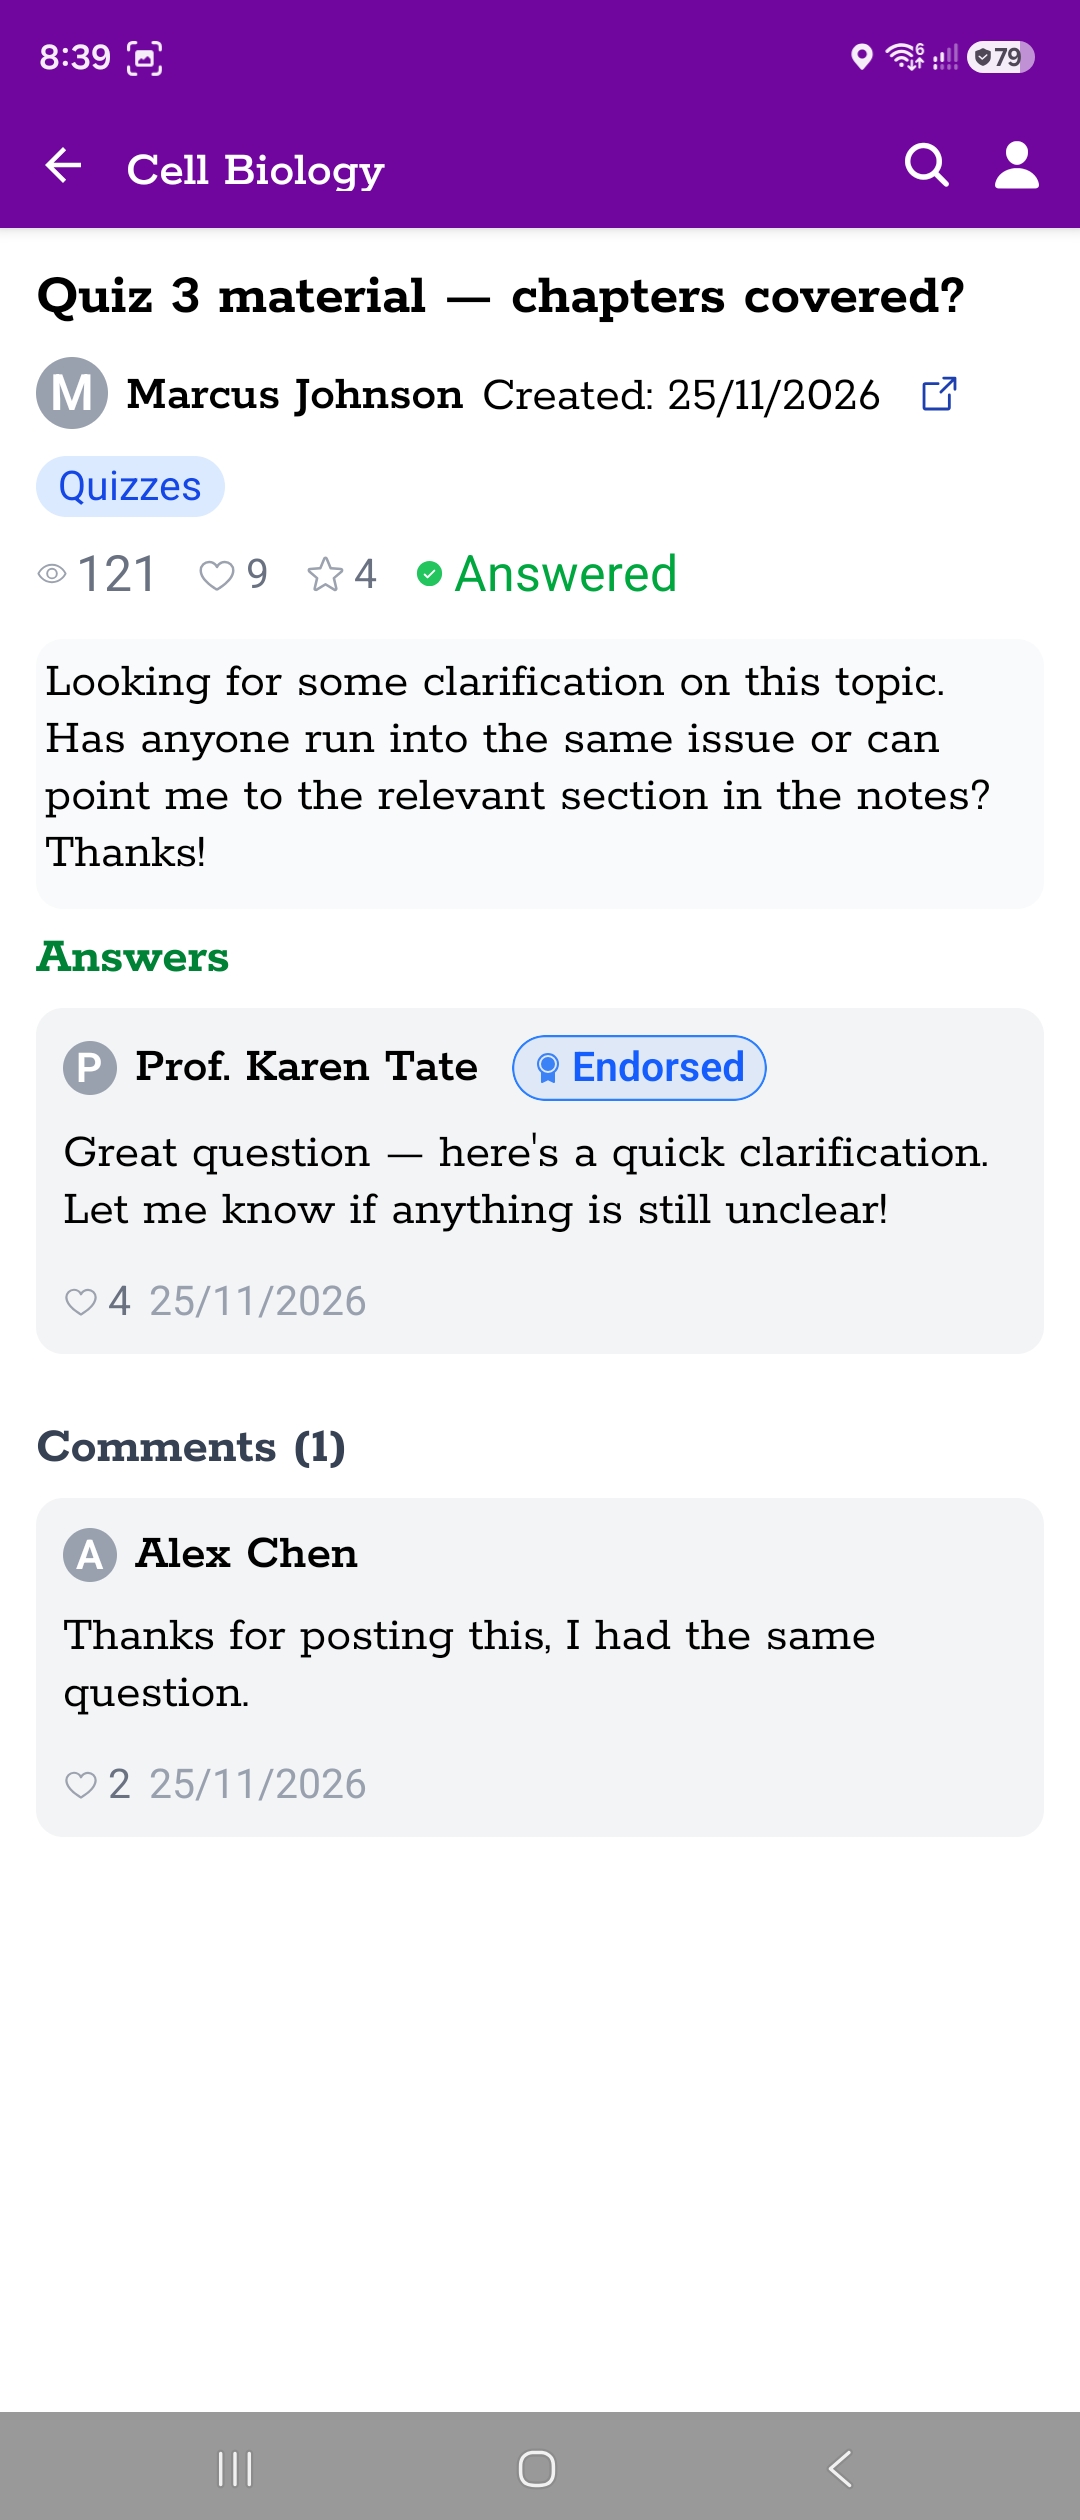 8:39
6
79
Cell Biology
Quiz 3 material — chapters covered?
M Marcus Johnson Created: 25/11/2026
Quizzes
121 9 4 Answered
Looking for some clarification on this topic.
Has anyone run into the same issue or can
point me to the relevant section in the notes?
Thanks!
Answers
P Prof. Karen Tate Endorsed
Great question — here's a quick clarification.
Let me know if anything is still unclear!
4 25/11/2026
Comments (1)
A Alex Chen
Thanks for posting this, I had the same
question.
2 25/11/2026